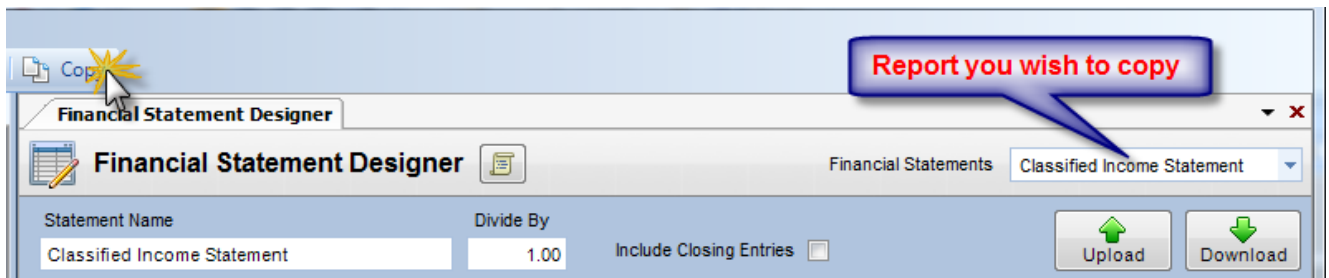 Report you wish to copy
Copy
Financial Statement Designer
Financial Statement Designer
Financial Statements
Classified Income Statement
Statement Name
Divide By
Classified Income Statement
1.00
Include Closing Entries
Upload
Download